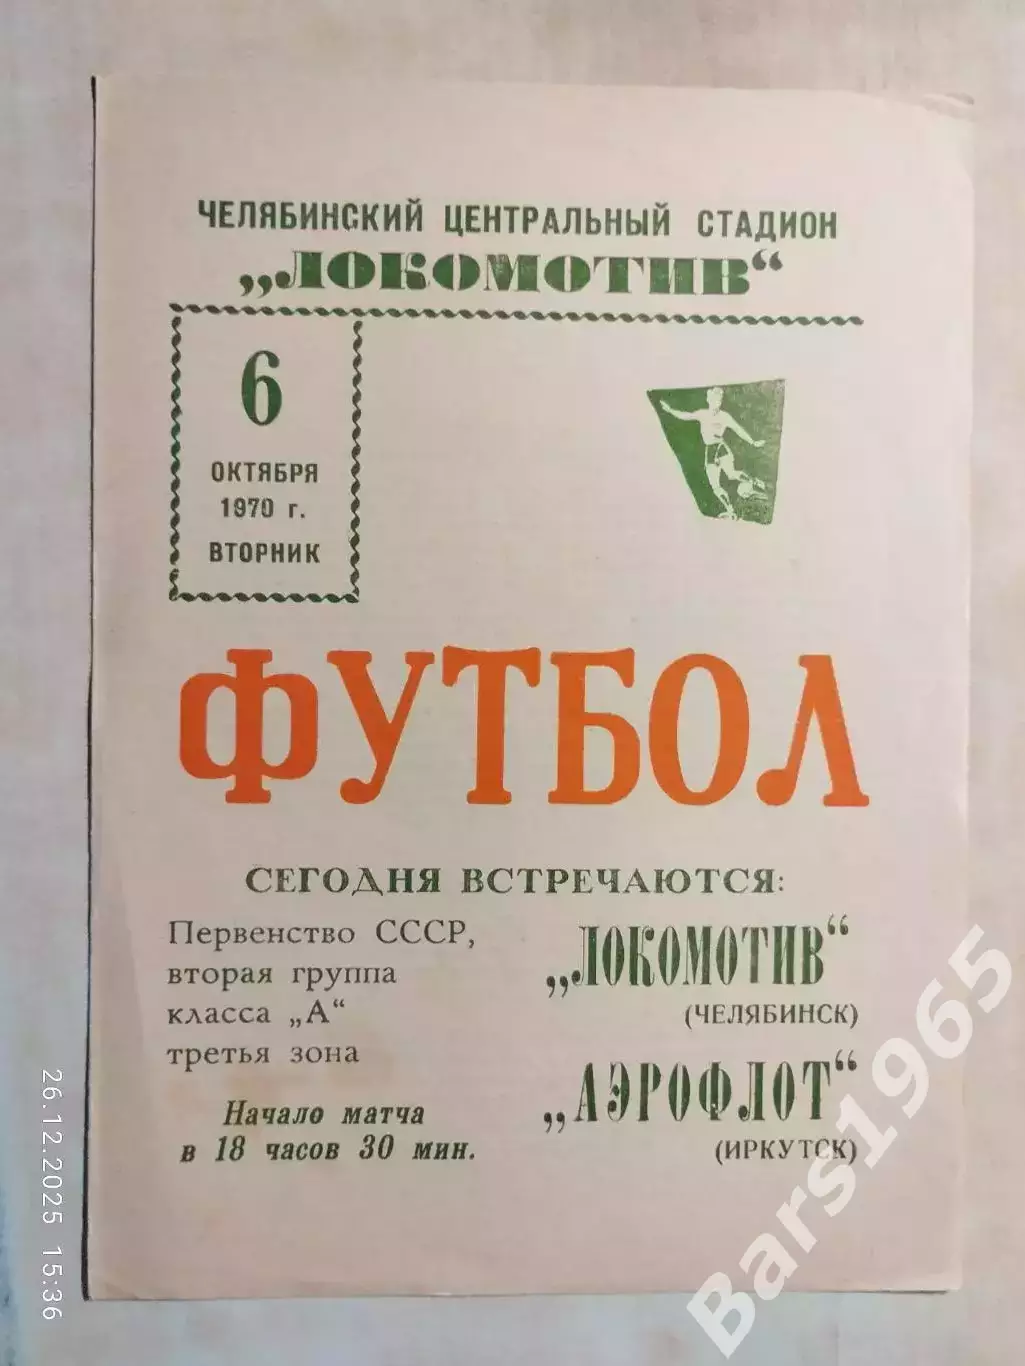 ЧЕЛЯБИНСКИЙ ЦЕНТРАЛЬНЫЙ СТАДИОН
„ЛОКОМОТИВ“
6
ОКТЯБРЯ
1970 г.
ВТОРНИК
ФУТБОЛ
СЕГОДНЯ ВСТРЕЧАЮТСЯ:
Первенство СССР,
вторая группа
класса „А“
третья зона
Начало матча
в 18 часов 30 мин.
„ЛОКОМОТИВ“
(ЧЕЛЯБИНСК)
„АЭРОФЛОТ“
(ИРКУТСК)
26.12.2025 15:36
Bars1965